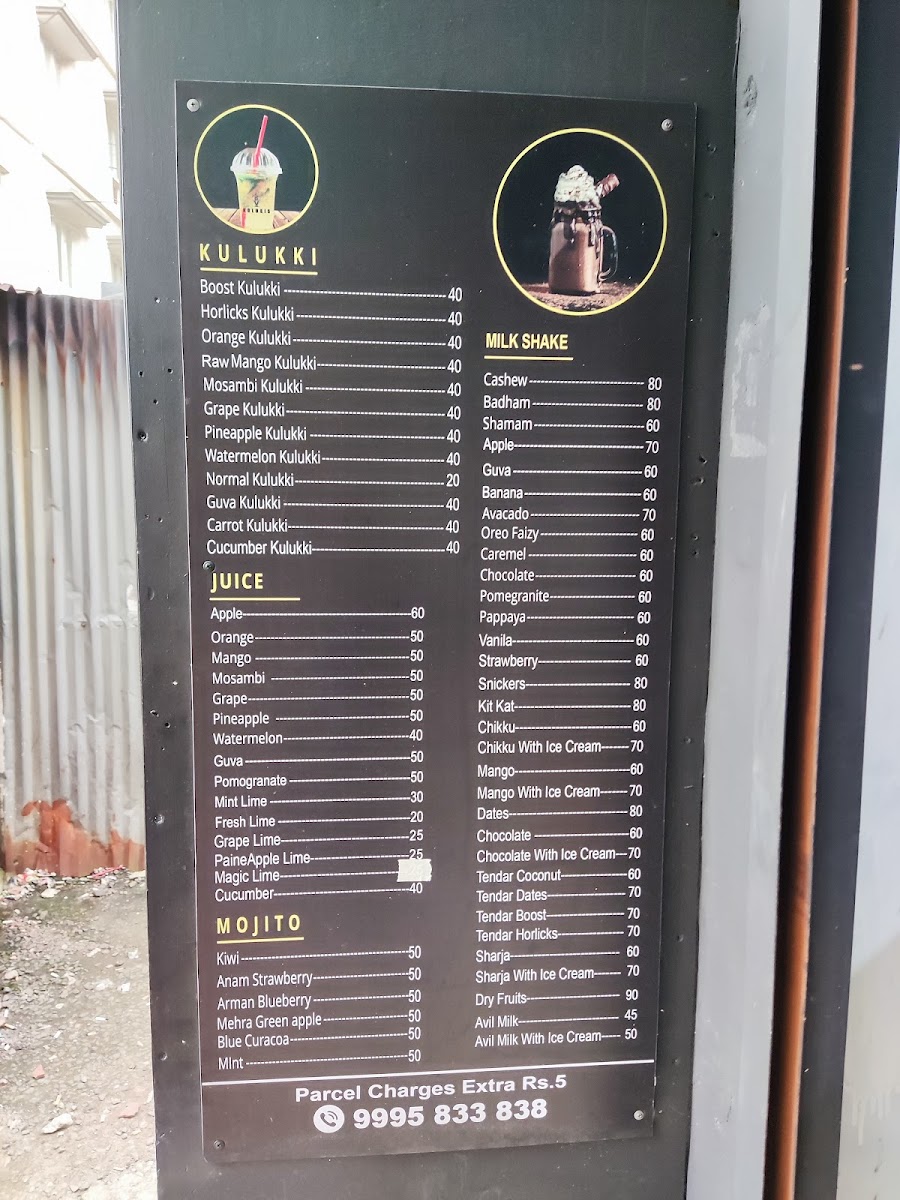 KULUKKI
Boost Kulukki 40
Horlicks Kulukki 40
Orange Kulukki 40
Raw Mango Kulukki 40
Mosambi Kulukki 40
Grape Kulukki 40
Pineapple Kulukki 40
Watermelon Kulukki 40
Normal Kulukki 20
Guva Kulukki 40
Carrot Kulukki 40
Cucumber Kulukki 40
JUICE
Apple 60
Orange 50
Mango 50
Mosambi 50
Grape 50
Pineapple 50
Watermelon 40
Guva 50
Pomogranate 50
Mint Lime 30
Fresh Lime 20
Grape Lime 25
PaineApple Lime 25
Magic Lime
Cucumber 40
MOJITO
Kiwi 50
Anam Strawberry 50
Arman Blueberry 50
Mehra Green apple 50
Blue Curacoa 50
MInt 50
MILK SHAKE
Cashew 80
Badham 80
Shamam 60
Apple 70
Guva 60
Banana 60
Avacado 70
Oreo Faizy 60
Caremel 60
Chocolate 60
Pomegranite 60
Pappaya 60
Vanila 60
Strawberry 60
Snickers 80
Kit Kat 80
Chikku 60
Chikku With Ice Cream 70
Mango 60
Mango With Ice Cream 70
Dates 80
Chocolate 60
Chocolate With Ice Cream 70
Tendar Coconut 60
Tendar Dates 70
Tendar Boost 70
Tendar Horlicks 70
Sharja 60
Sharja With Ice Cream 70
Dry Fruits 90
Avil Milk 45
Avil Milk With Ice Cream 50
Parcel Charges Extra Rs.5
9995 833 838